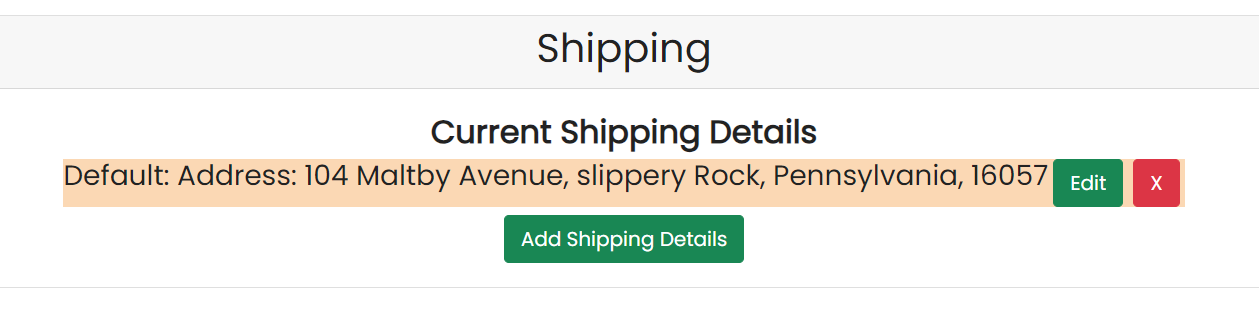 Shipping
Current Shipping Details
Default: Address: 104 Maltby Avenue, slippery Rock, Pennsylvania, 16057 Edit X
Add Shipping Details